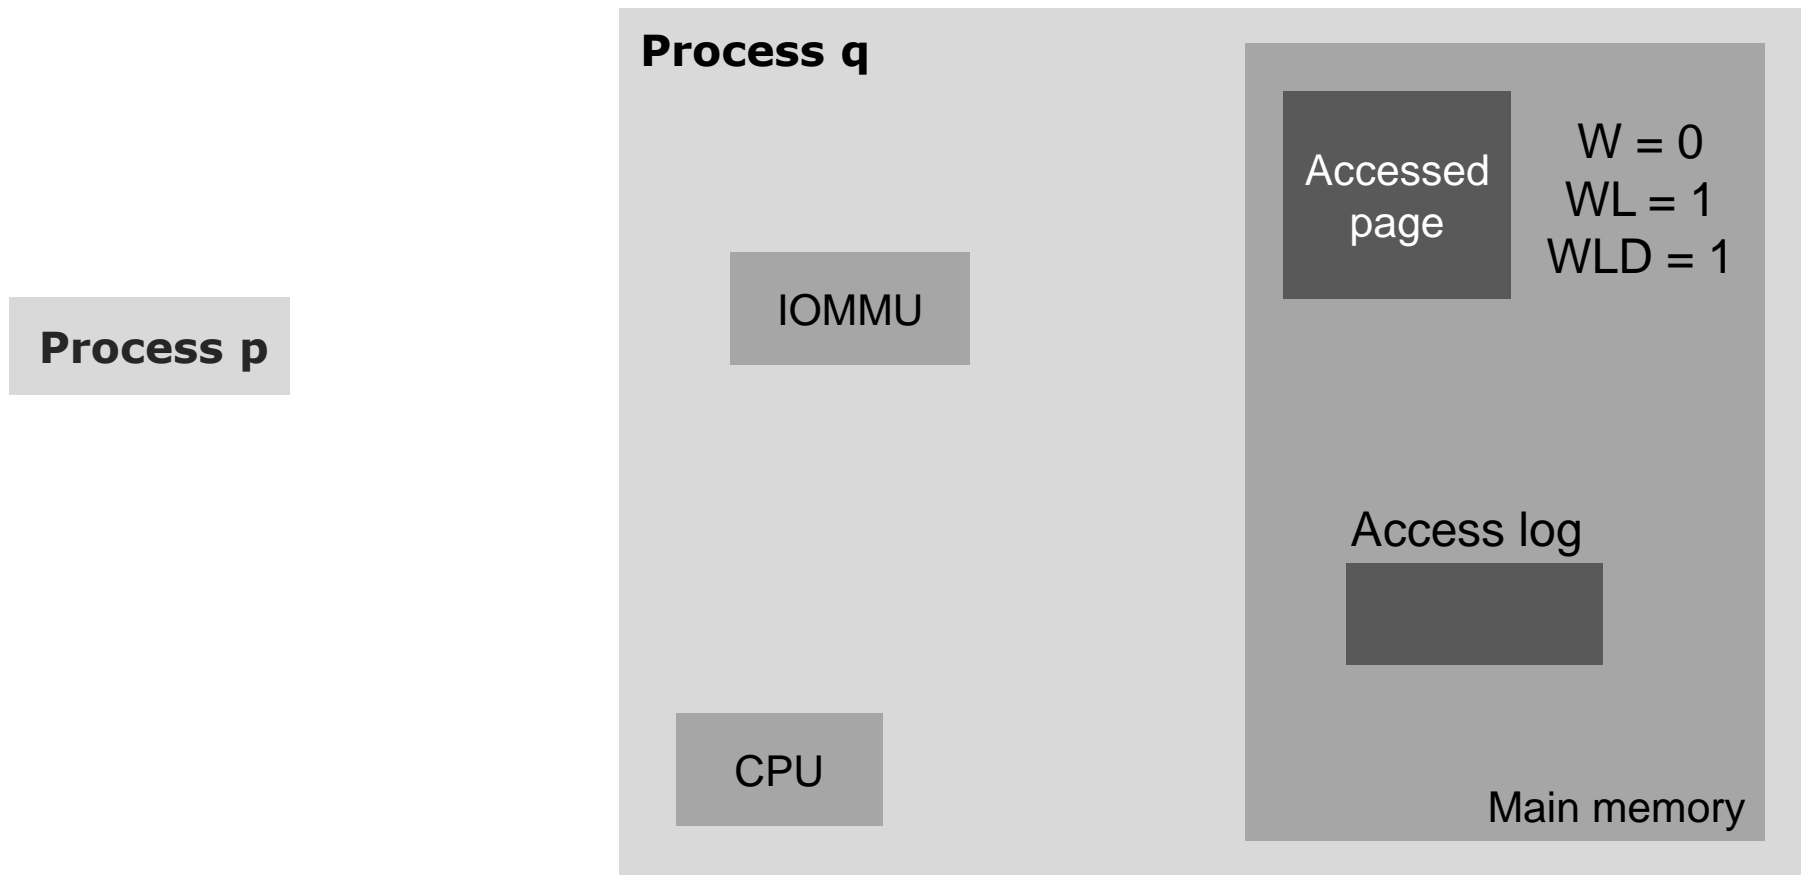 Process q
Accessed
page
W = 0
WL = 1
WLD = 1
IOMMU
Process p
Access log
CPU
Main memory